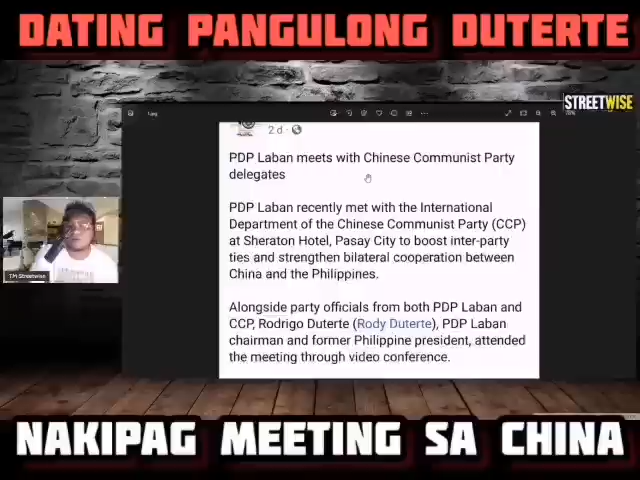 DATING PANGULONG DUTERTE
STREETWISE
2d
PDP Laban meets with Chinese Communist Party
delegates
PDP Laban recently met with the International
Department of the Chinese Communist Party (CCP)
at Sheraton Hotel, Pasay City to boost inter-party
ties and strengthen bilateral cooperation between
China and the Philippines.
Alongside party officials from both PDP Laban and
CCP, Rodrigo Duterte (Rody Duterte), PDP Laban
chairman and former Philippine president, attended
the meeting through video conference.
TM Streetwise
NAKIPAG MEETING SA CHINA